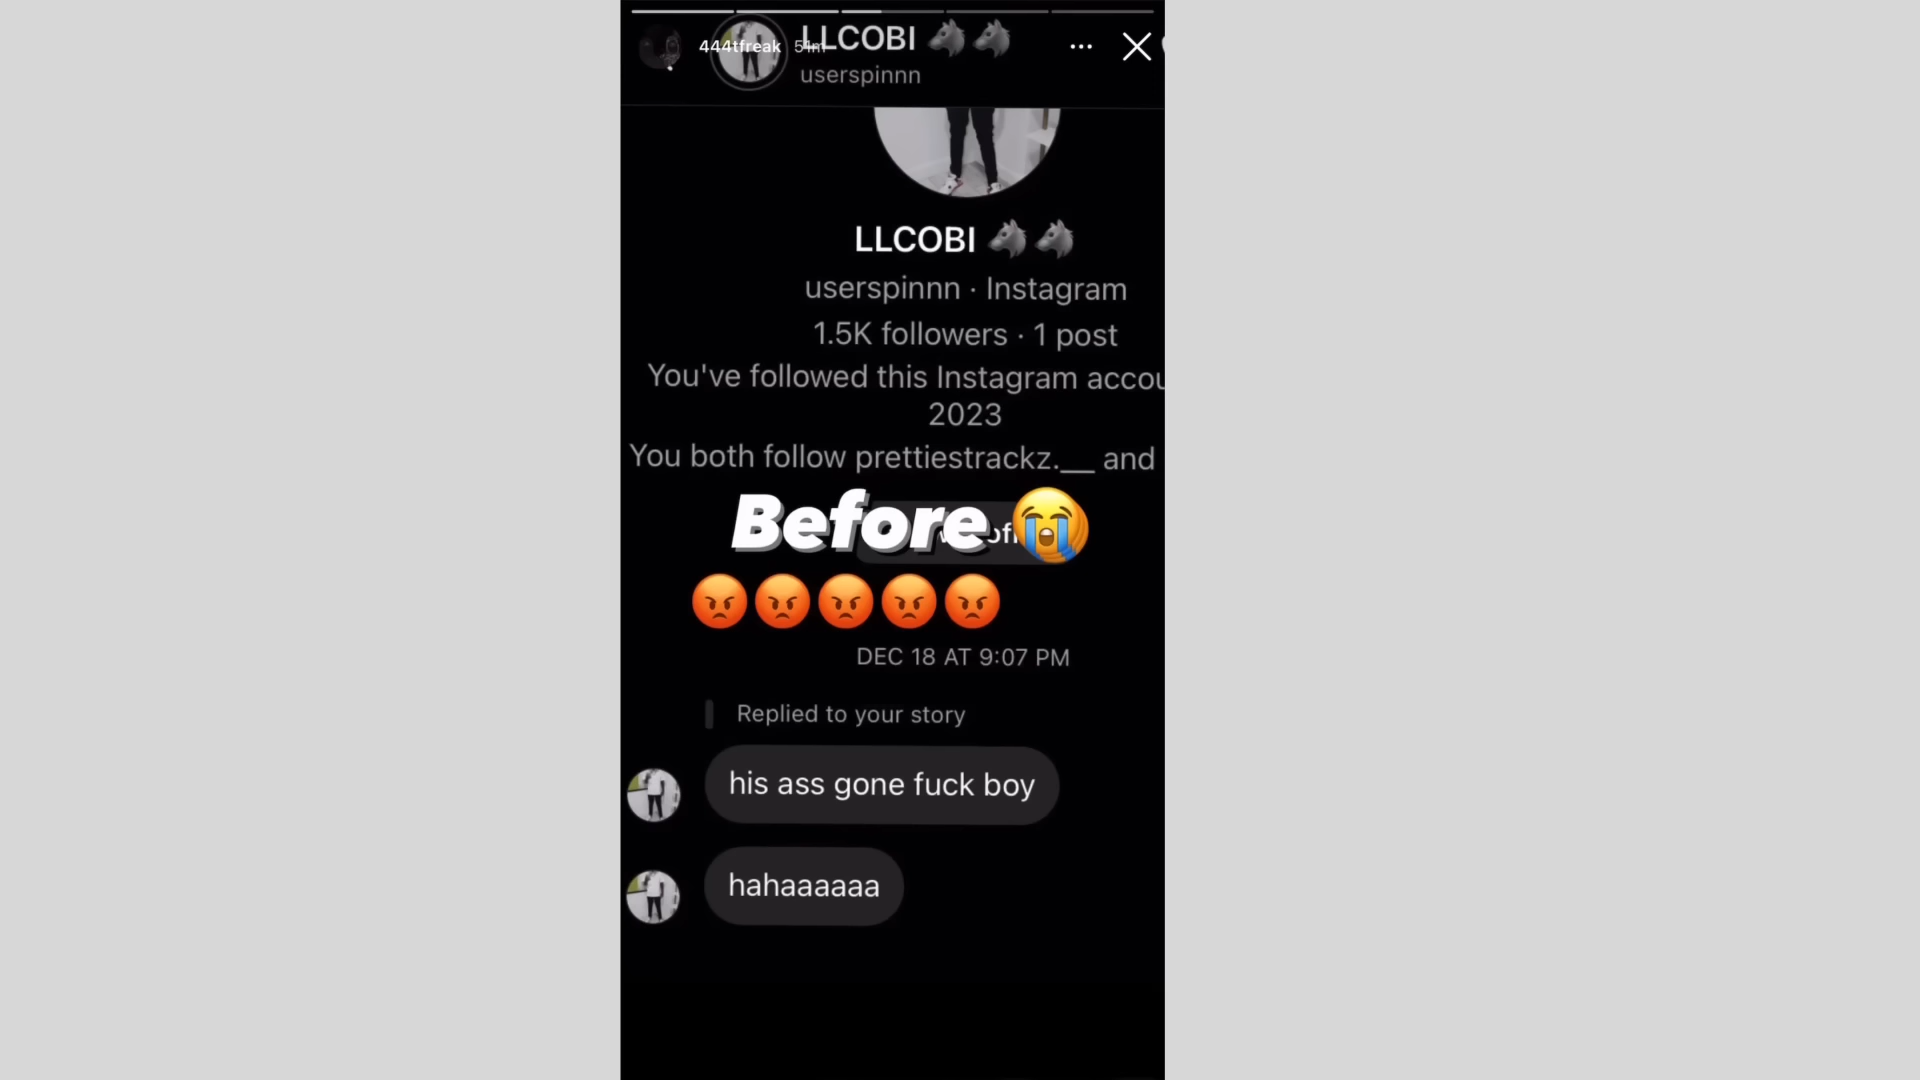 LLCOBI 🐺🐺
444tfreak 51m
userspinnn
LLCOBI 🐺🐺
userspinnn · Instagram
1.5K followers · 1 post
You've followed this Instagram accou
2023
You both follow prettiestrackz.__ and
Before 😭
😡😡😡😡😡
DEC 18 AT 9:07 PM
Replied to your story
his ass gone fuck boy
hahaaaaaa